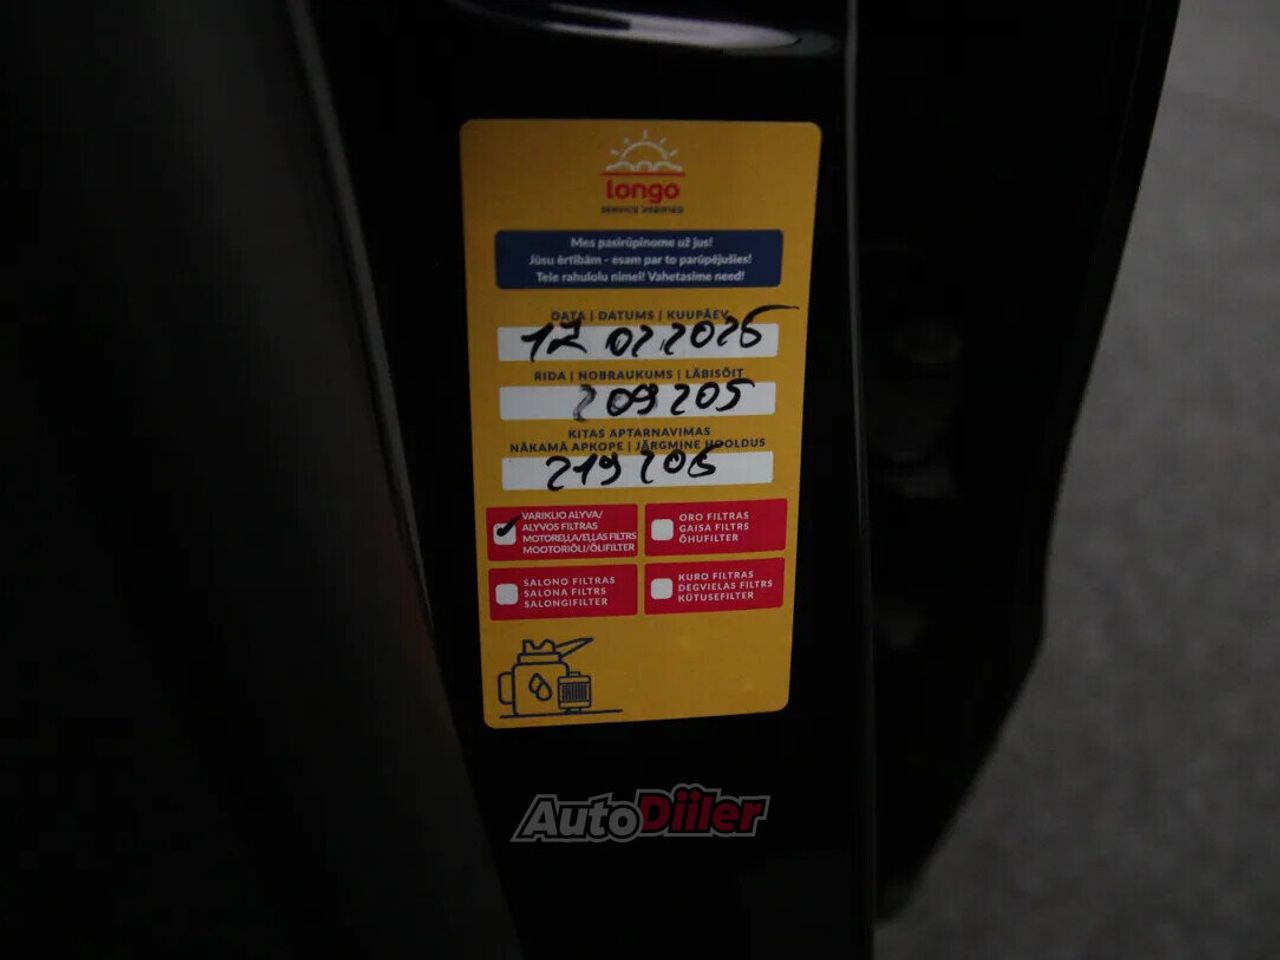 longo
SERVICE VERIFIED
Mes pasirūpinome už jus!
Jūsu ērtībām - esam par to parūpējušies!
Teie rahulolu nimel! Vahetasime need!
DATA | DATUMS | KUUPÄEV
17 02.2025
RIDA | NOBRAUKUMS | LÄBISÕIT
209205
KITAS APTARNAVIMAS
NĀKAMĀ APKOPE | JÄRGMINE HOOLDUS
219205
VARIKLIO ALYVA/
ALYVOS FILTRAS
MOTOREĻĻA/EĻĻAS FILTRS
MOOTORIÕLI/ÕLIFILTER
ORO FILTRAS
GAISA FILTRS
ÕHUFILTER
SALONO FILTRAS
SALONA FILTRS
SALONGIFILTER
KURO FILTRAS
DEGVIELAS FILTRS
KÜTUSEFILTER
AutoDiiler